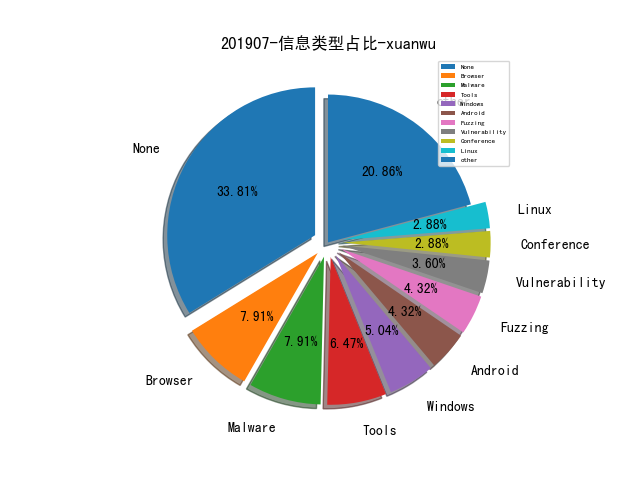 201907-信息类型占比-xuanwu
None
Browser
Malware
Tools
Windows
Android
Fuzzing
Vulnerability
Conference
Linux
other
None
33.81%
20.86%
Linux
2.88%
Conference
2.88%
Vulnerability
3.60%
Fuzzing
4.32%
Android
4.32%
Windows
5.04%
Tools
6.47%
Malware
7.91%
Browser
7.91%